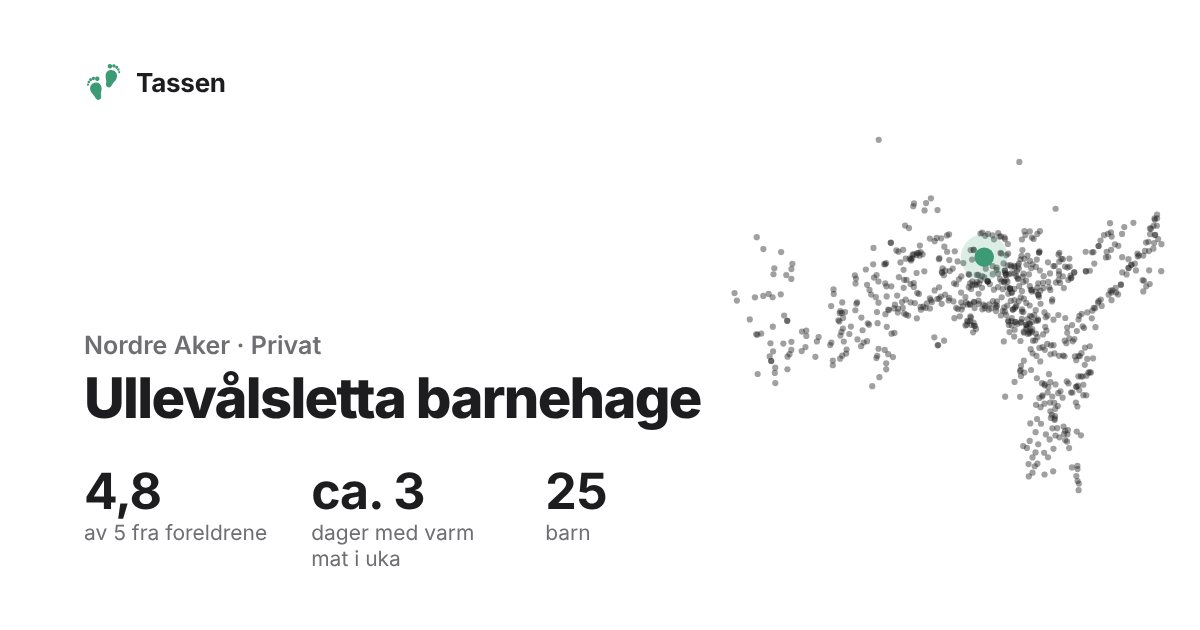 Tassen
Nordre Aker · Privat
Ullevålsletta barnehage
4,8
av 5 fra foreldrene
ca. 3
dager med varm
mat i uka
25
barn